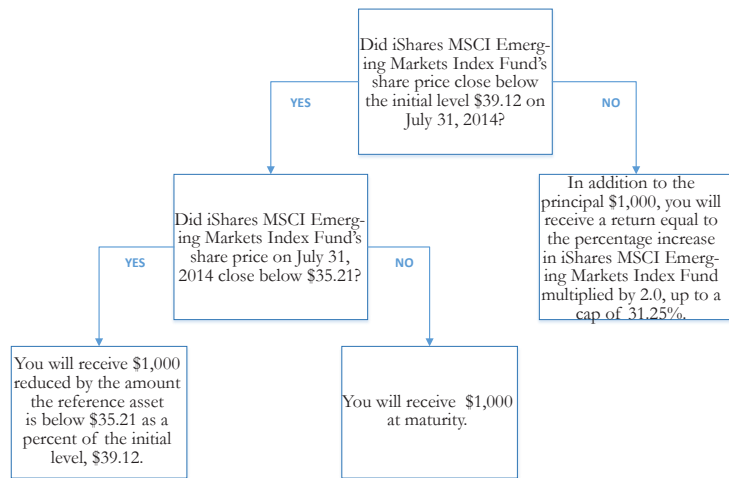 Did iShares MSCI Emerg-
ing Markets Index Fund's
share price close below
the initial level $39.12 on
July 31, 2014?
YES
NO
Did iShares MSCI Emerg-
ing Markets Index Fund's
share price on July 31,
2014 close below $35.21?
In addition to the
principal $1,000, you will
receive a return equal to
the percentage increase
in iShares MSCI Emerg-
ing Markets Index Fund
multiplied by 2.0, up to a
cap of 31.25%.
YES
NO
You will receive $1,000
reduced by the amount
the reference asset
is below $35.21 as a
percent of the initial
level, $39.12.
You will receive $1,000
at maturity.